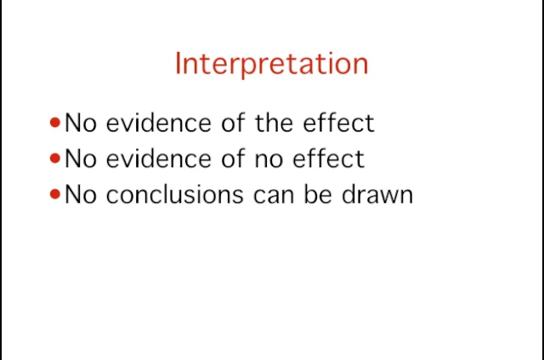 Interpretation
•No evidence of the effect
•No evidence of no effect
•No conclusions can be drawn